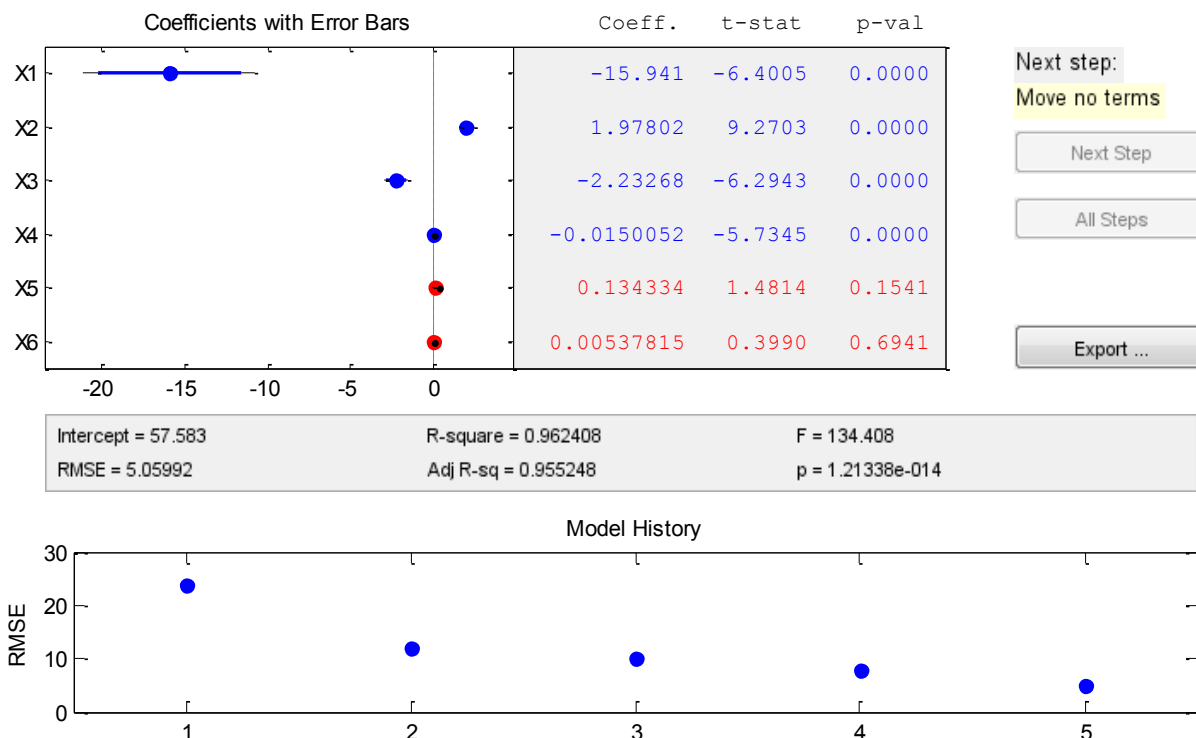 Coefficients with Error Bars Coeff. t-stat p-val
X1 -15.941 -6.4005 0.0000
X2 1.97802 9.2703 0.0000
X3 -2.23268 -6.2943 0.0000
X4 -0.0150052 -5.7345 0.0000
X5 0.134334 1.4814 0.1541
X6 0.00537815 0.3990 0.6941
-20 -15 -10 -5 0
Next step:
Move no terms
Next Step
All Steps
Export ...
Intercept = 57.583 R-square = 0.962408 F = 134.408
RMSE = 5.05992 Adj R-sq = 0.955248 p = 1.21338e-014
Model History
RMSE
30
20
10
0
1 2 3 4 5